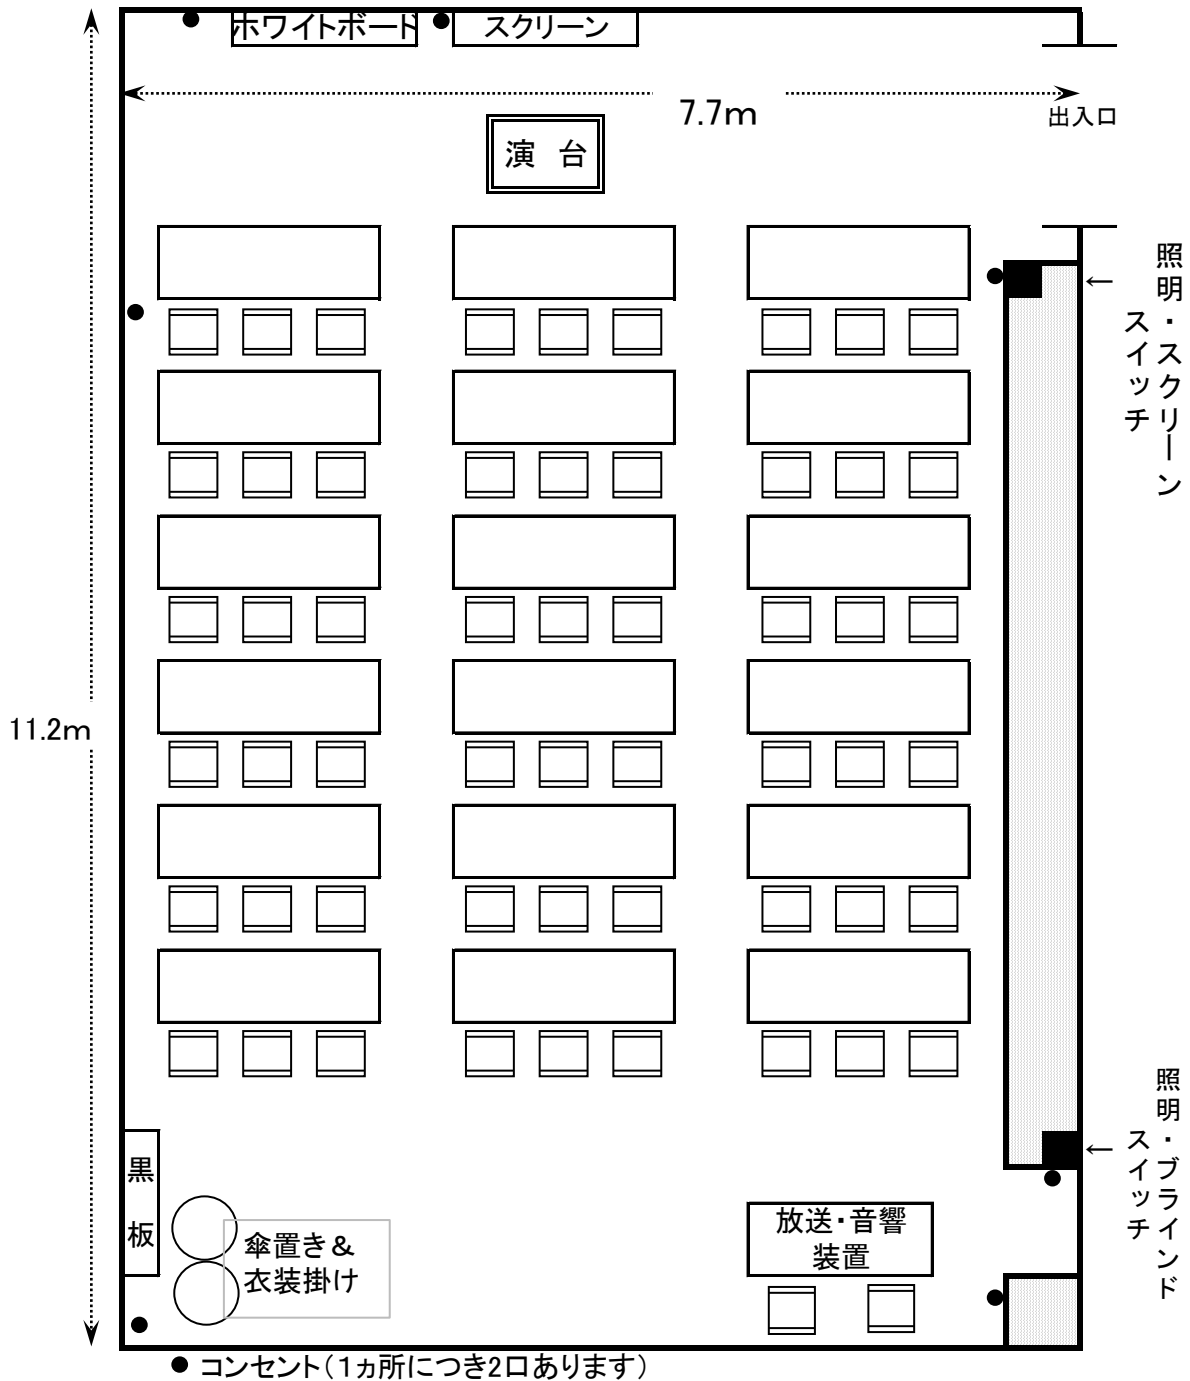 ホワイトボード
スクリーン
7.7m
出入口
演 台
←
照明・スクリーン
スイッチ
11.2m
←
照明・ブラインド
スイッチ
黒
板
傘置き&
衣装掛け
放送・音響
装置
● コンセント(1ヵ所につき2口あります)